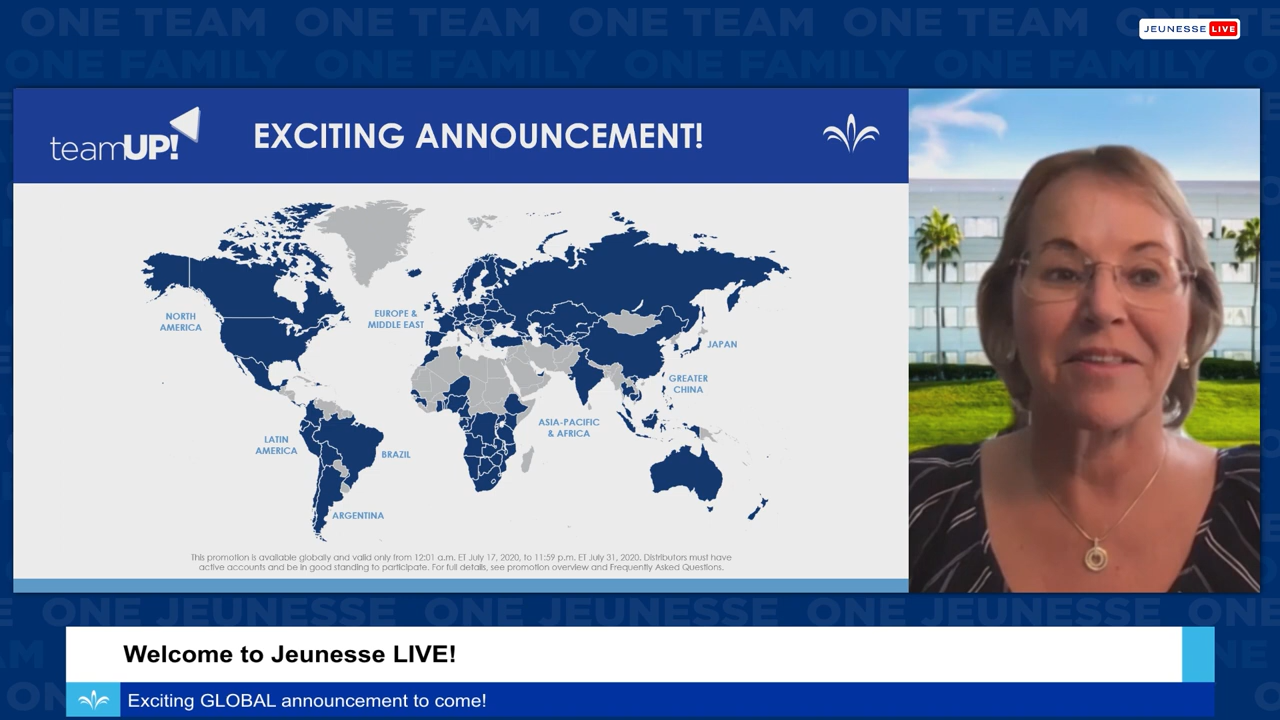 ONE TEAM ONE TEAM ONE TEAM ONE TEAM
ONE FAMILY ONE FAMILY ONE FAMILY ONE FAMILY
JEUNESSE LIVE
teamUP!
EXCITING ANNOUNCEMENT!
NORTH
AMERICA
EUROPE &
MIDDLE EAST
JAPAN
GREATER
CHINA
ASIA-PACIFIC
& AFRICA
LATIN
AMERICA
BRAZIL
ARGENTINA
This promotion is available globally and valid only from 12:01 a.m. ET July 17, 2020, to 11:59 p.m. ET July 31, 2020. Distributors must have
active accounts and be in good standing to participate. For full details, see promotion overview and Frequently Asked Questions.
ONE JEUNESSE ONE JEUNESSE ONE JEUNESSE
Welcome to Jeunesse LIVE!
Exciting GLOBAL announcement to come!